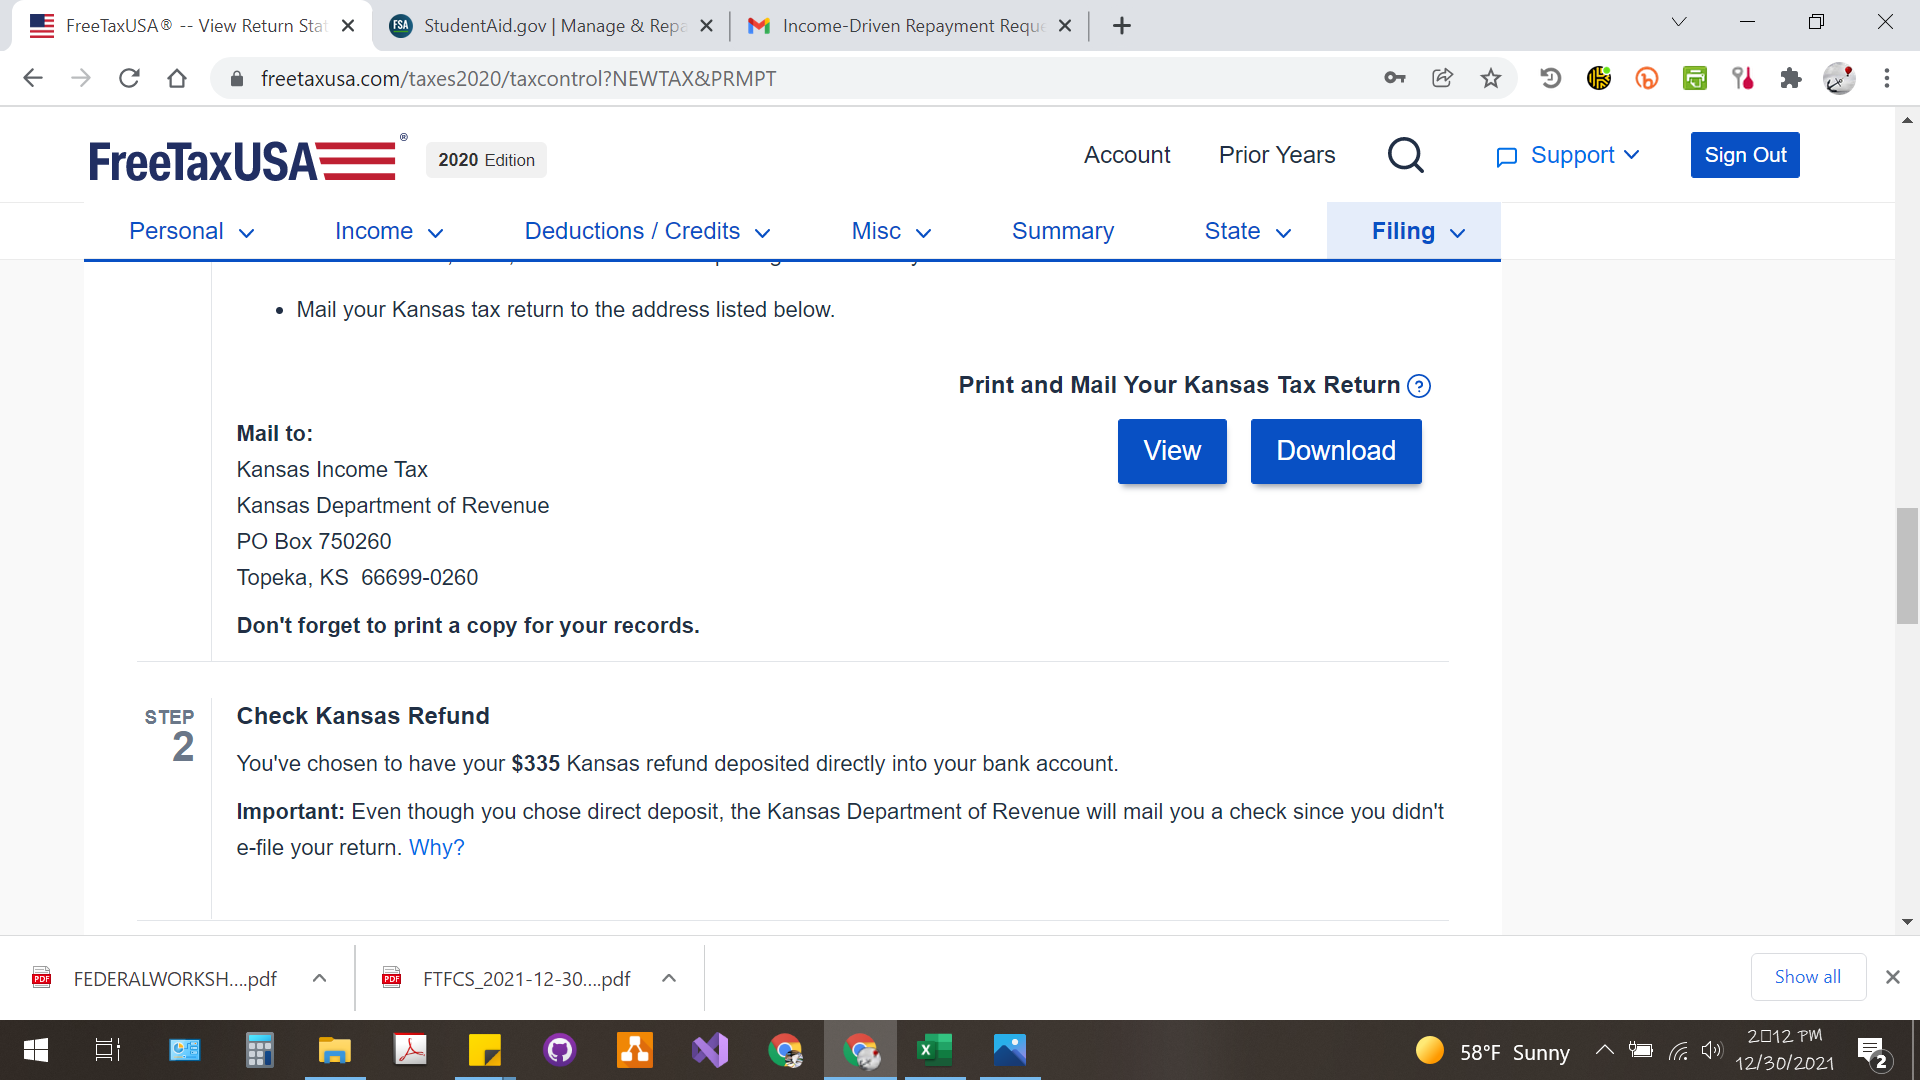 FreeTaxUSA® -- View Return Stat
StudentAid.gov | Manage & Repa
Income-Driven Repayment Reque
freetaxusa.com/taxes2020/taxcontrol?NEWTAX&PRMPT
FreeTaxUSA®
2020 Edition
Account
Prior Years
Support
Sign Out
Personal
Income
Deductions / Credits
Misc
Summary
State
Filing
• Mail your Kansas tax return to the address listed below.
Print and Mail Your Kansas Tax Return ?
View
Download
Mail to:
Kansas Income Tax
Kansas Department of Revenue
PO Box 750260
Topeka, KS 66699-0260
Don't forget to print a copy for your records.
STEP
2
Check Kansas Refund
You've chosen to have your $335 Kansas refund deposited directly into your bank account.
Important: Even though you chose direct deposit, the Kansas Department of Revenue will mail you a check since you didn't
e-file your return. Why?
FEDERALWORKSH....pdf
FTFCS_2021-12-30....pdf
Show all
58°F Sunny
2□12 PM
12/30/2021
2